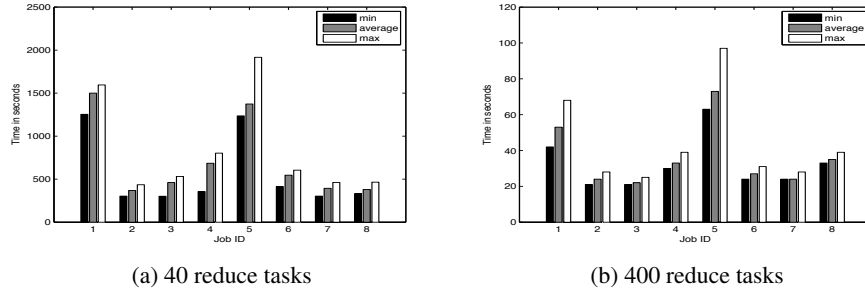 2500
2000
1500
1000
500
0
Time in seconds
min
average
max
1 2 3 4 5 6 7 8
Job ID
(a) 40 reduce tasks
120
100
80
60
40
20
0
Time in seconds
min
average
max
1 2 3 4 5 6 7 8
Job ID
(b) 400 reduce tasks